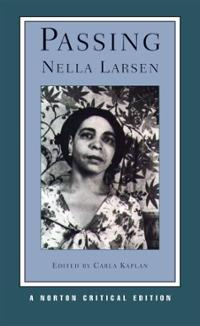 PASSING
NELLA LARSEN
EDITED BY CARLA KAPLAN
A NORTON CRITICAL EDITION